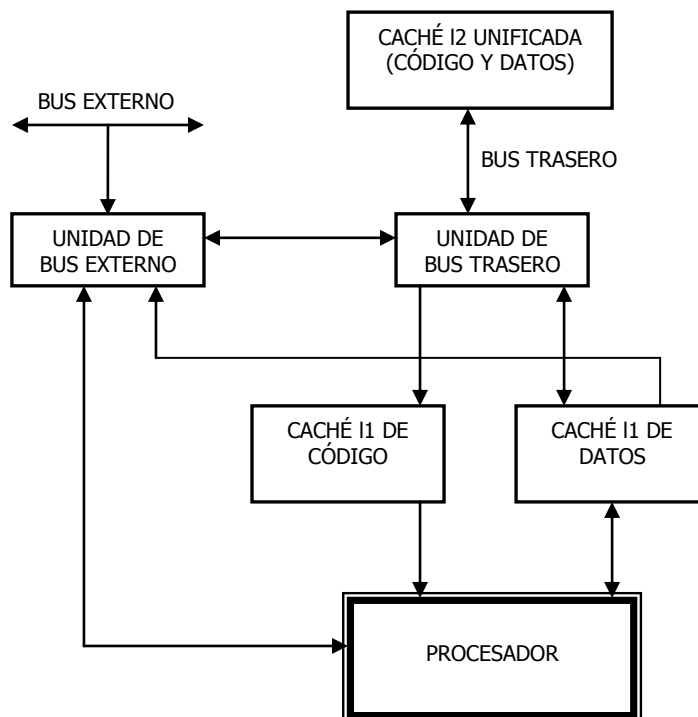 CACHÉ l2 UNIFICADA
(CÓDIGO Y DATOS)
BUS EXTERNO
BUS TRASERO
UNIDAD DE
BUS EXTERNO
UNIDAD DE
BUS TRASERO
CACHÉ l1 DE
CÓDIGO
CACHÉ l1 DE
DATOS
PROCESADOR